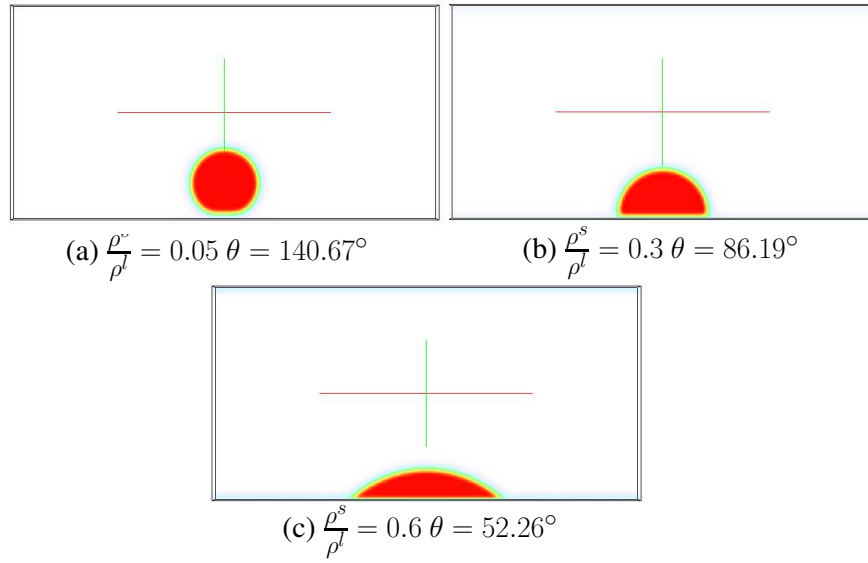 (a) ρ/ρ^l = 0.05 θ = 140.67°
(b) ρ^s/ρ^l = 0.3 θ = 86.19°
(c) ρ^s/ρ^l = 0.6 θ = 52.26°